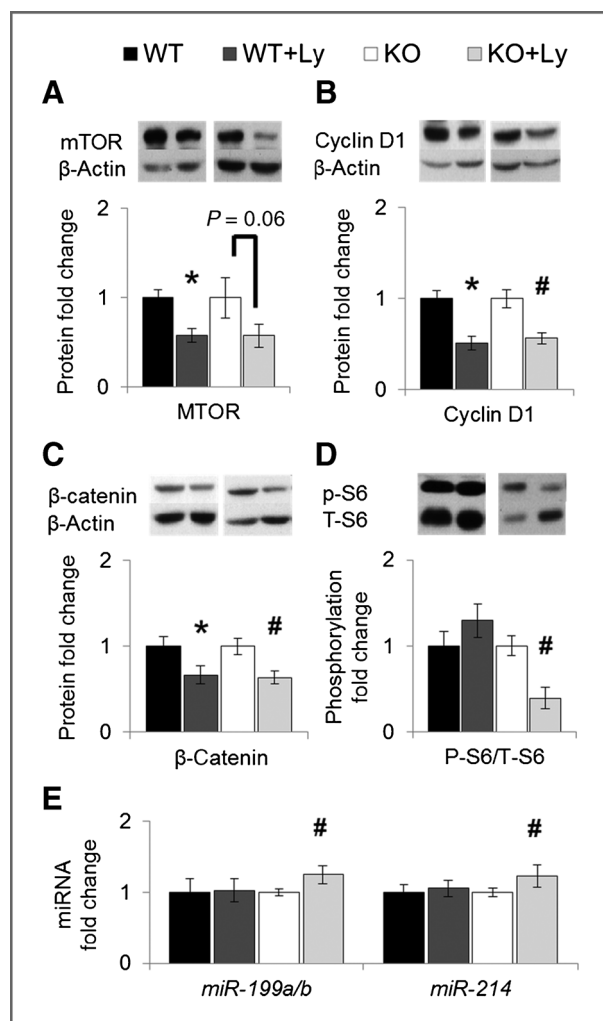 WT WT+Ly KO KO+Ly
A
mTOR
β-Actin
P = 0.06
Protein fold change
2
*
1
0
MTOR
B
Cyclin D1
β-Actin
Protein fold change
2
* #
1
0
Cyclin D1
C
β-catenin
β-Actin
Protein fold change
2
* #
1
0
β-Catenin
D
p-S6
T-S6
Phosphorylation
fold change
2
#
1
0
P-S6/T-S6
E
miRNA
fold change
2
# #
1
0
miR-199a/b miR-214